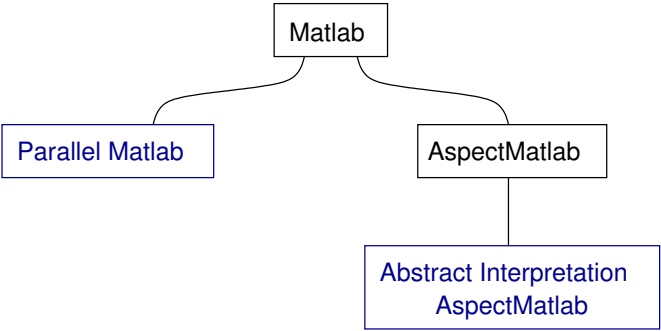 Matlab
Parallel Matlab
AspectMatlab
Abstract Interpretation
AspectMatlab